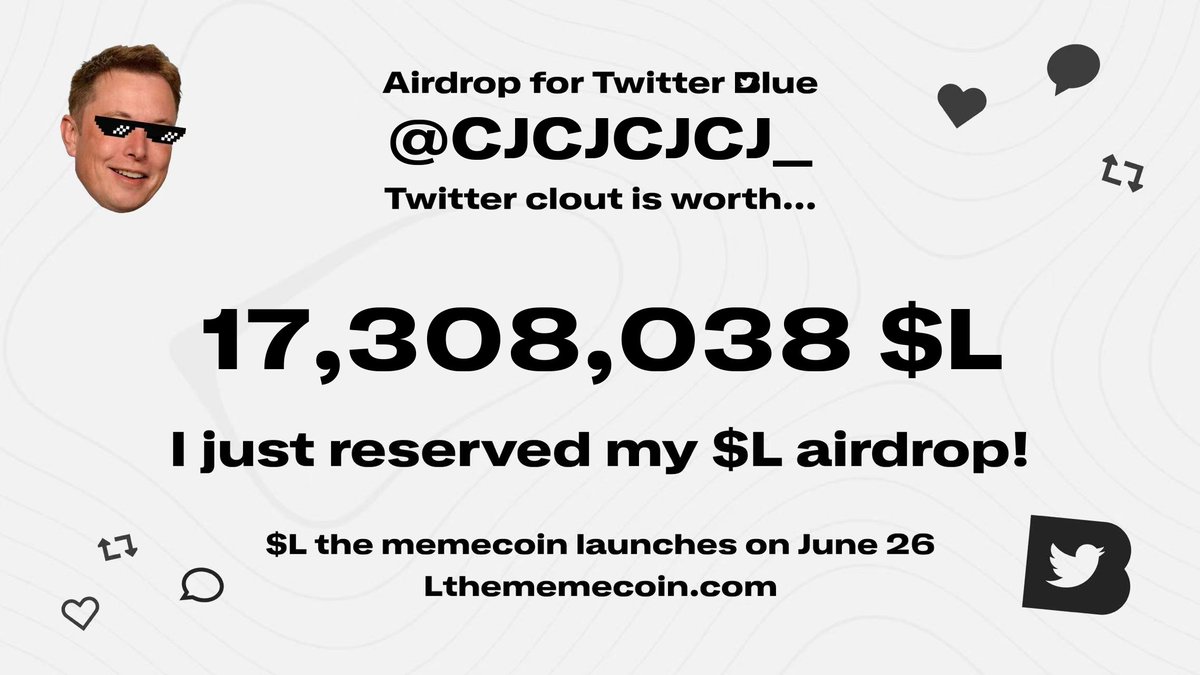 Airdrop for Twitter Blue
@CJCJCJCJ_
Twitter clout is worth...
17,308,038 $L
I just reserved my $L airdrop!
$L the memecoin launches on June 26
Lthememecoin.com